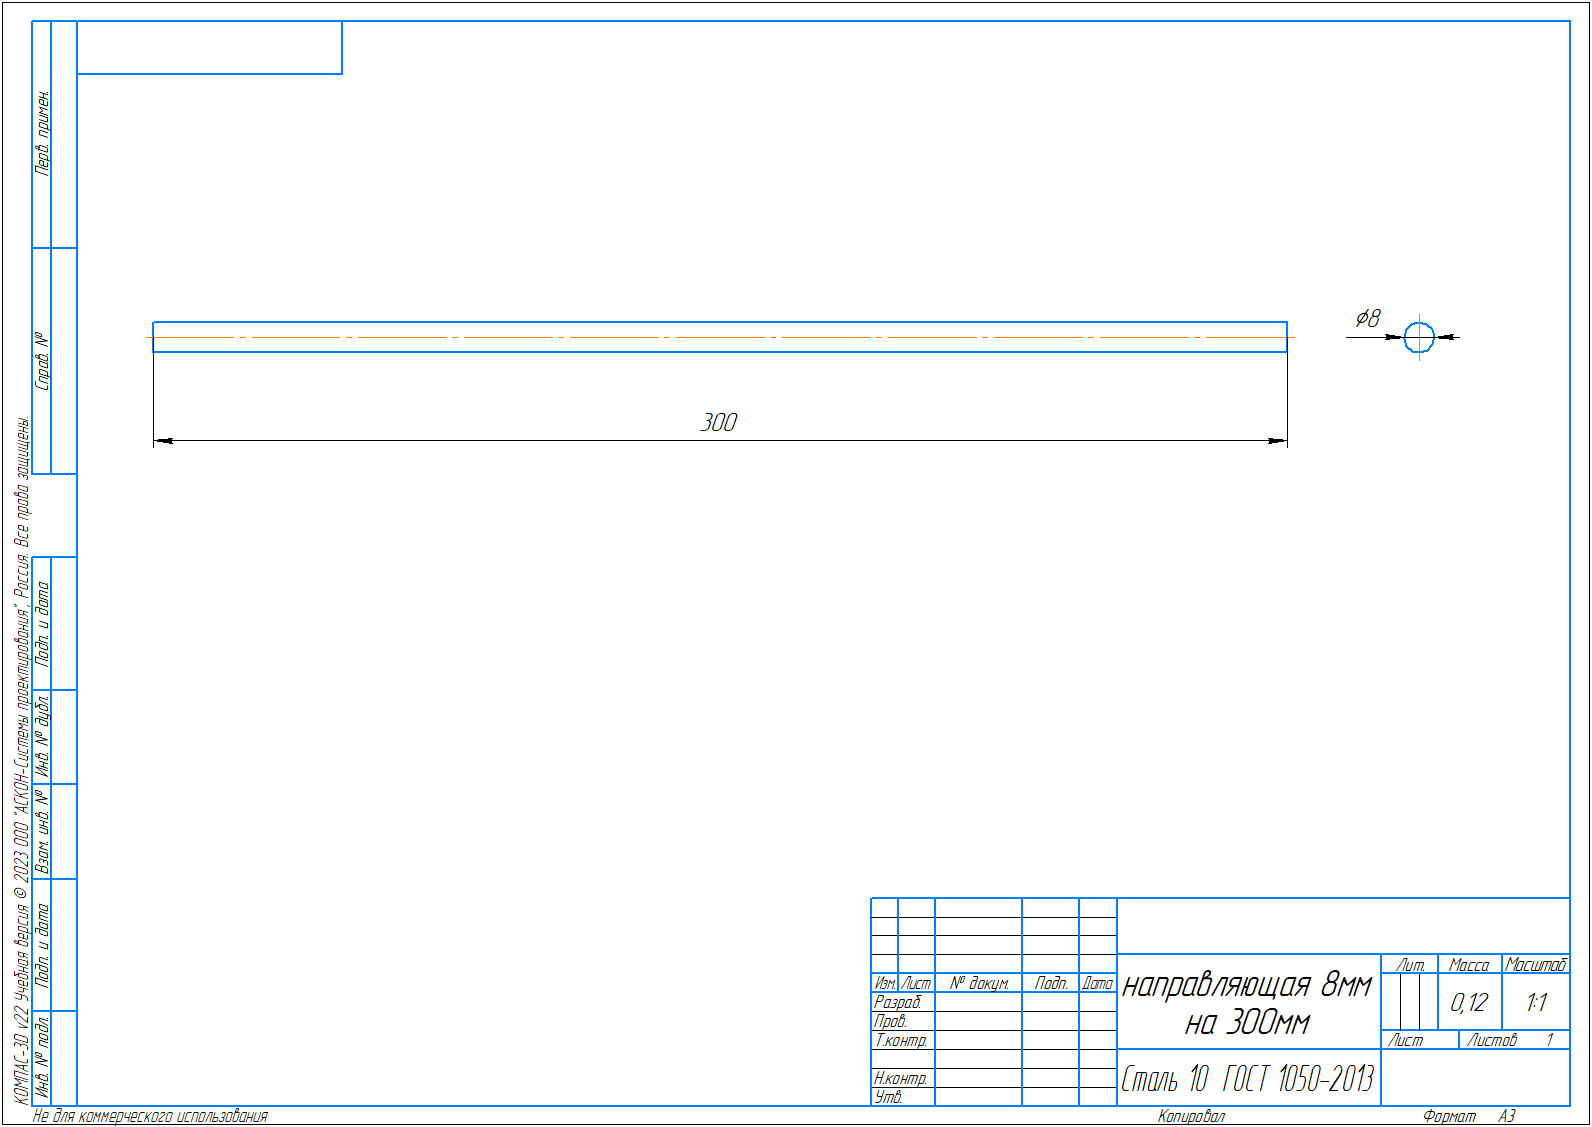 Перв. примен.
Справ. №
Подп. и дата
Инв. № дубл.
Взам. инв. №
Подп. и дата
Инв. № подл.
КОМПАС-3D v22 Учебная версия © 2023 ООО "АСКОН-Системы проектирования", Россия. Все права защищены.
ϕ8
300
Изм. Лист № докум. Подп. Дата
Разраб.
Пров.
Т.контр.
Н.контр.
Утв.
направляющая 8мм
на 300мм
Сталь 10 ГОСТ 1050-2013
Лит. Масса Масштаб
0,12 1:1
Лист Листов 1
Не для коммерческого использования
Копировал
Формат А3